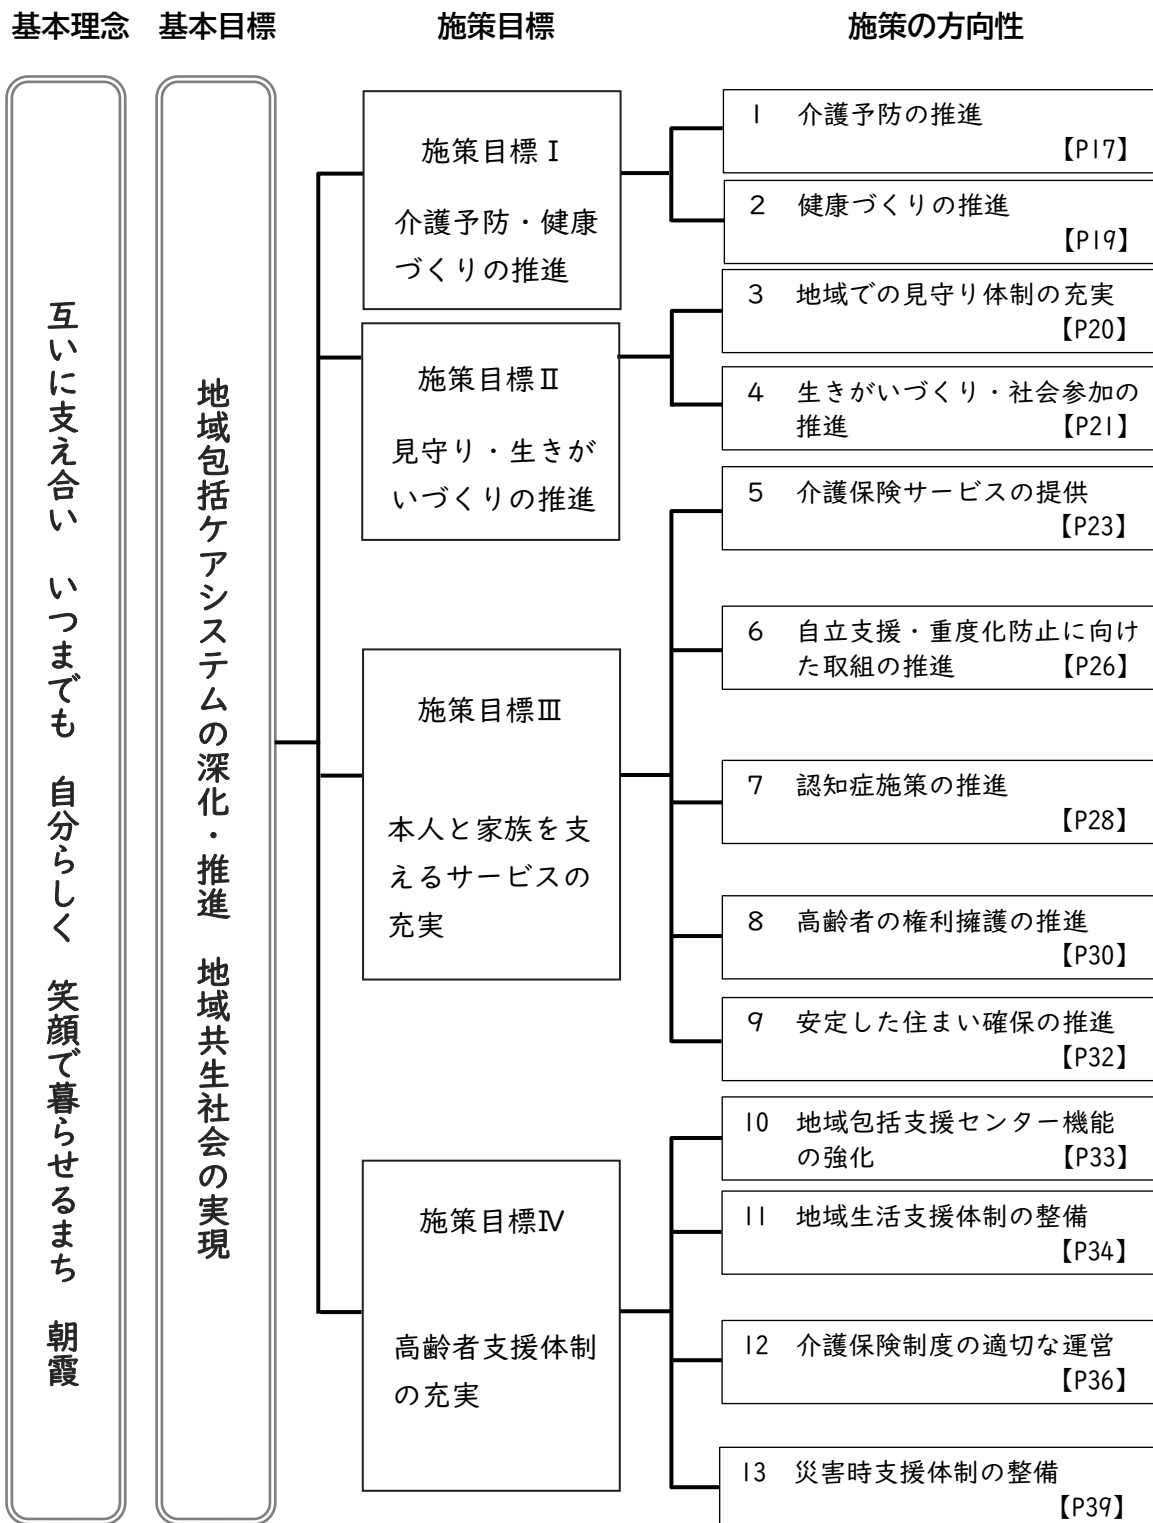 基本理念 基本目標 施策目標 施策の方向性
互いに支え合い　いつまでも　自分らしく　笑顔で暮らせるまち　朝霞
地域包括ケアシステムの深化・推進　地域共生社会の実現
施策目標Ⅰ
介護予防・健康
づくりの推進
1 介護予防の推進
【P17】
2 健康づくりの推進
【P19】
施策目標Ⅱ
見守り・生きが
いづくりの推進
3 地域での見守り体制の充実
【P20】
4 生きがいづくり・社会参加の
推進 【P21】
施策目標Ⅲ
本人と家族を支
えるサービスの
充実
5 介護保険サービスの提供
【P23】
6 自立支援・重度化防止に向け
た取組の推進 【P26】
7 認知症施策の推進
【P28】
8 高齢者の権利擁護の推進
【P30】
9 安定した住まい確保の推進
【P32】
施策目標Ⅳ
高齢者支援体制
の充実
10 地域包括支援センター機能
の強化 【P33】
11 地域生活支援体制の整備
【P34】
12 介護保険制度の適切な運営
【P36】
13 災害時支援体制の整備
【P39】